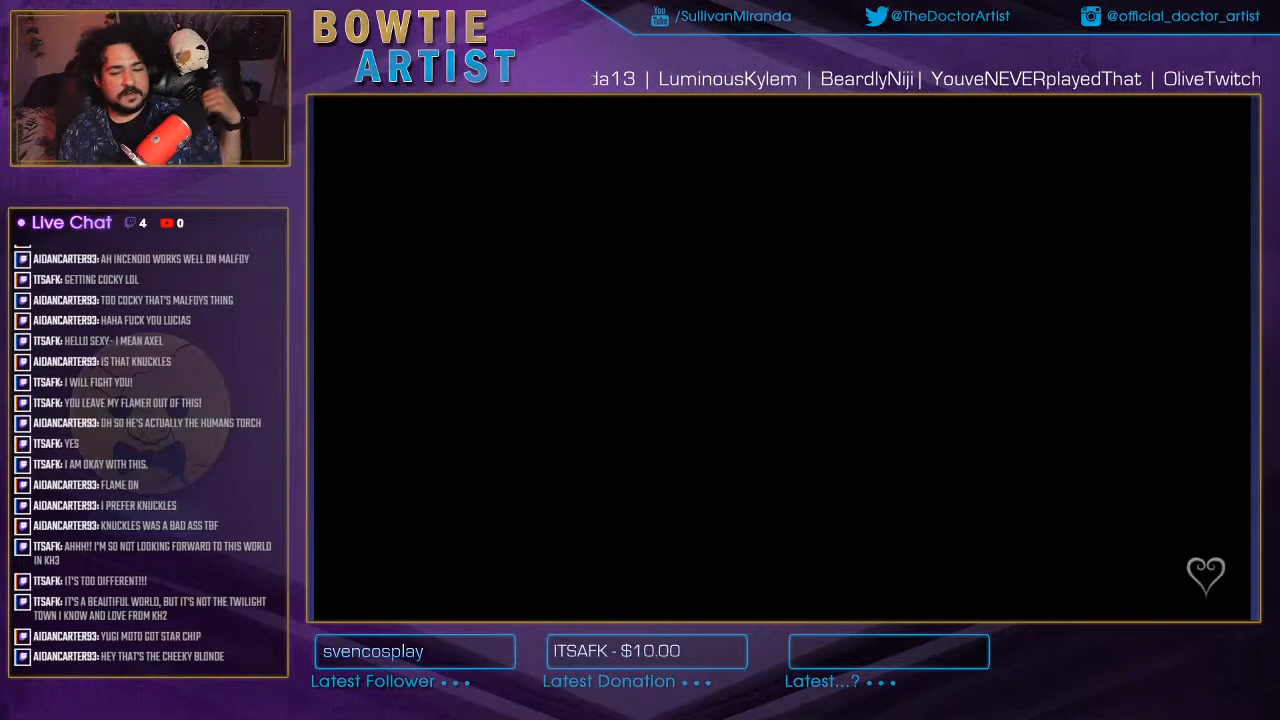 BOWTIE
ARTIST
You
Tube
/SullivanMiranda
@TheDoctorArtist
@official_doctor_artist
da13 | LuminousKylem | BeardlyNiji | YouveNEVERplayedThat | OliveTwitch
Live Chat 4 0
AIDANCARTER93: AH INCENDIO WORKS WELL ON MALFOY
ITSAFK: GETTING COCKY LOL
AIDANCARTER93: TOO COCKY THAT'S MALFOYS THING
AIDANCARTER93: HAHA FUCK YOU LUCIAS
ITSAFK: HELLO SEXY- I MEAN AXEL
AIDANCARTER93: IS THAT KNUCKLES
ITSAFK: I WILL FIGHT YOU!
ITSAFK: YOU LEAVE MY FLAMER OUT OF THIS!
AIDANCARTER93: OH SO HE'S ACTUALLY THE HUMANS TORCH
ITSAFK: YES
ITSAFK: I AM OKAY WITH THIS.
AIDANCARTER93: FLAME ON
AIDANCARTER93: I PREFER KNUCKLES
AIDANCARTER93: KNUCKLES WAS A BAD ASS TBF
ITSAFK: AHHH!! I'M SO NOT LOOKING FORWARD TO THIS WORLD
IN KH3
ITSAFK: IT'S TOO DIFFERENT!!!
ITSAFK: IT'S A BEAUTIFUL WORLD, BUT IT'S NOT THE TWILIGHT
TOWN I KNOW AND LOVE FROM KH2
AIDANCARTER93: YUGI MOTO GOT STAR CHIP
AIDANCARTER93: HEY THAT'S THE CHEEKY BLONDE
svencosplay
ITSAFK - $10.00
Latest Follower • • •
Latest Donation • • •
Latest...? • • •